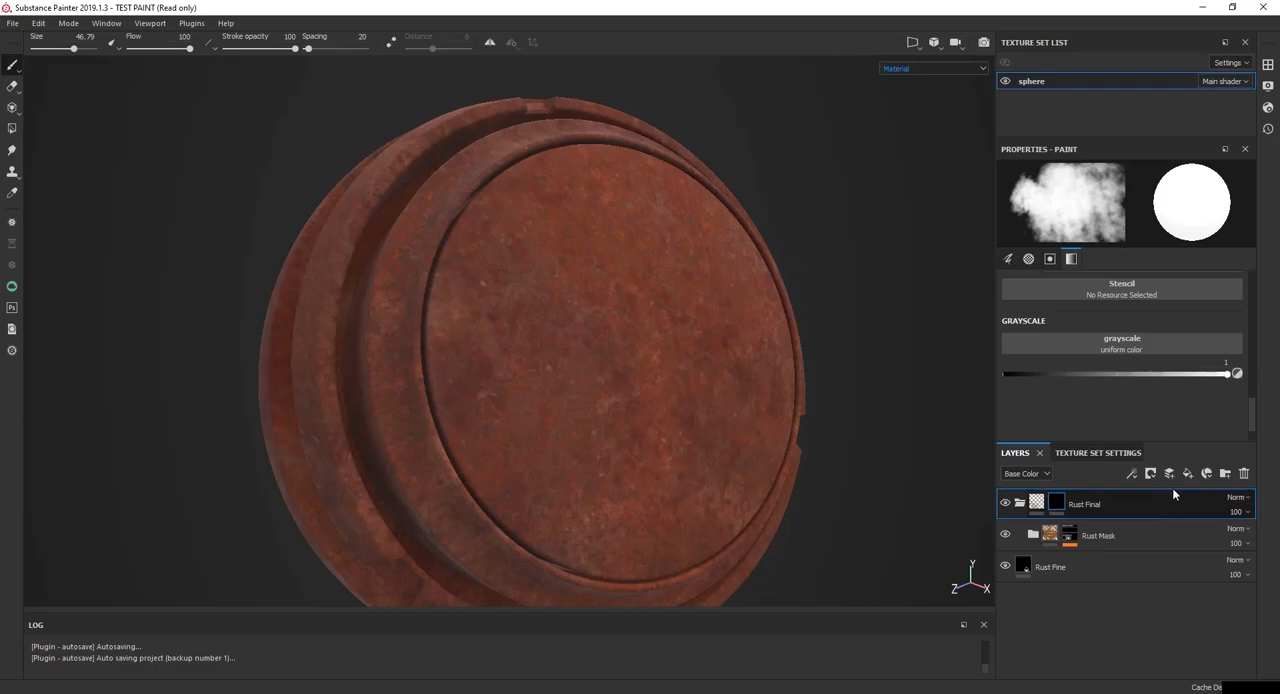 Substance Painter 2019.1.3 - TEST PAINT (Read only)
File Edit Mode Window Viewport Plugins Help
Size 46.79 Flow 100 Stroke opacity 100 Spacing 20 Distance 8
Material
TEXTURE SET LIST
Settings
sphere Main shader
PROPERTIES - PAINT
Stencil
No Resource Selected
GRAYSCALE
grayscale
uniform color
1
LAYERS TEXTURE SET SETTINGS
Base Color
Rust Final Norm
100
Rust Mask Norm
100
Rust Fine Norm
100
Y
Z X
Ps
LOG
[Plugin - autosave] Autosaving...
[Plugin - autosave] Auto saving project (backup number 1)...
Cache Dis